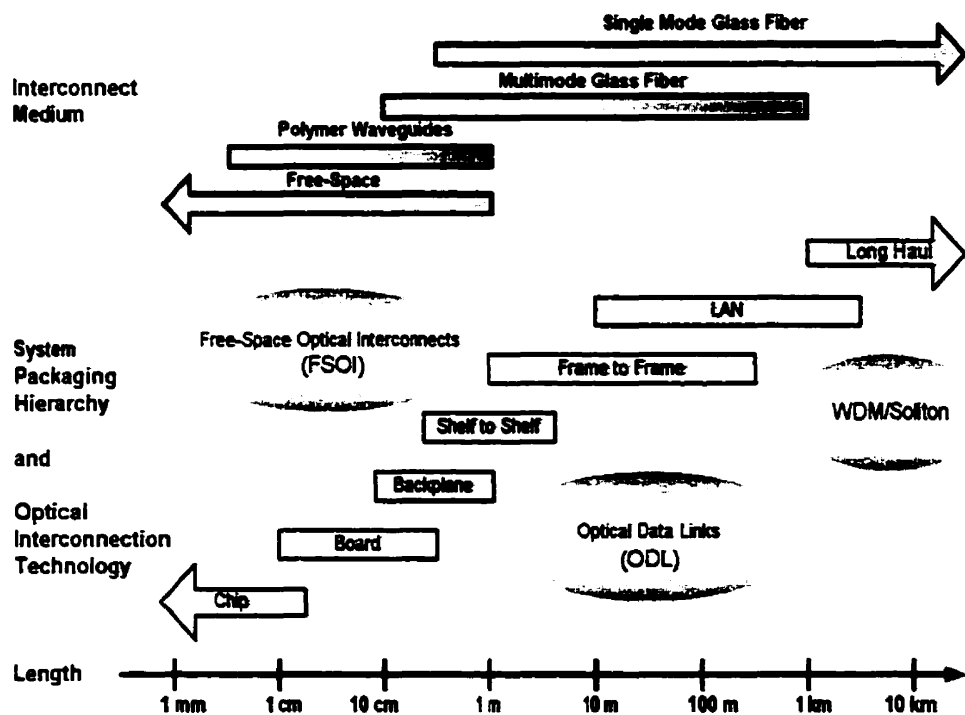 Single Mode Glass Fiber
Interconnect
Medium
Multimode Glass Fiber
Polymer Waveguides
Free-Space
Long Haul
LAN
Free-Space Optical Interconnects
(FSOI)
System
Packaging
Hierarchy
Frame to Frame
WDM/Soliton
Shelf to Shelf
and
Backplane
Optical
Interconnection
Technology
Optical Data Links
(ODL)
Board
Chip
Length
1 mm 1 cm 10 cm 1 m 10 m 100 m 1 km 10 km